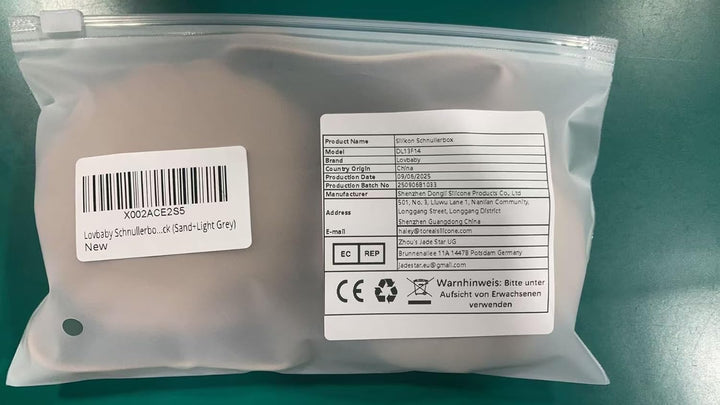 X002ACE2S5
Lovbaby Schnullerbo...ck (Sand+Light Grey)
New
Product Name Silikon Schnullerbox
Model DL13F14
Brand Lovbaby
Country Origin China
Production Date 09/06/2025
Production Batch No 250906B1033
Manufacturer Shenzhen Dongli Silicone Products Co., Ltd
Address 501, No. 3, Liuwu Lane 1, Nanlian Community,
Longgang Street, Longgang District
Shenzhen Guangdong China
E-mail haley@torealsilicone.com
EC REP
Zhou's Jade Star UG
Brunnenallee 11A 14478 Potsdam Germany
jadestar.eu@gmail.com
CE
Warnhinweis: Bitte unter
Aufsicht von Erwachsenen
verwenden